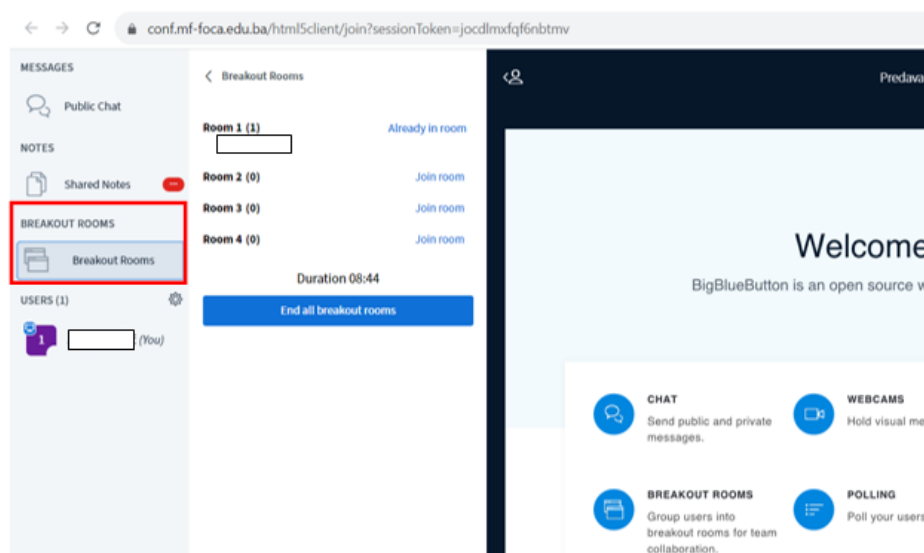 conf.mf-foca.edu.ba/html5client/join?sessionToken=jocdlmxfqf6nbtmv
MESSAGES
Public Chat
NOTES
Shared Notes
BREAKOUT ROOMS
Breakout Rooms
USERS (1)
1
(You)
Breakout Rooms
Room 1 (1) Already in room
Room 2 (0) Join room
Room 3 (0) Join room
Room 4 (0) Join room
Duration 08:44
End all breakout rooms
Predava
Welcome
BigBlueButton is an open source w
CHAT
Send public and private
messages.
WEBCAMS
Hold visual me
BREAKOUT ROOMS
Group users into
breakout rooms for team
collaboration.
POLLING
Poll your users